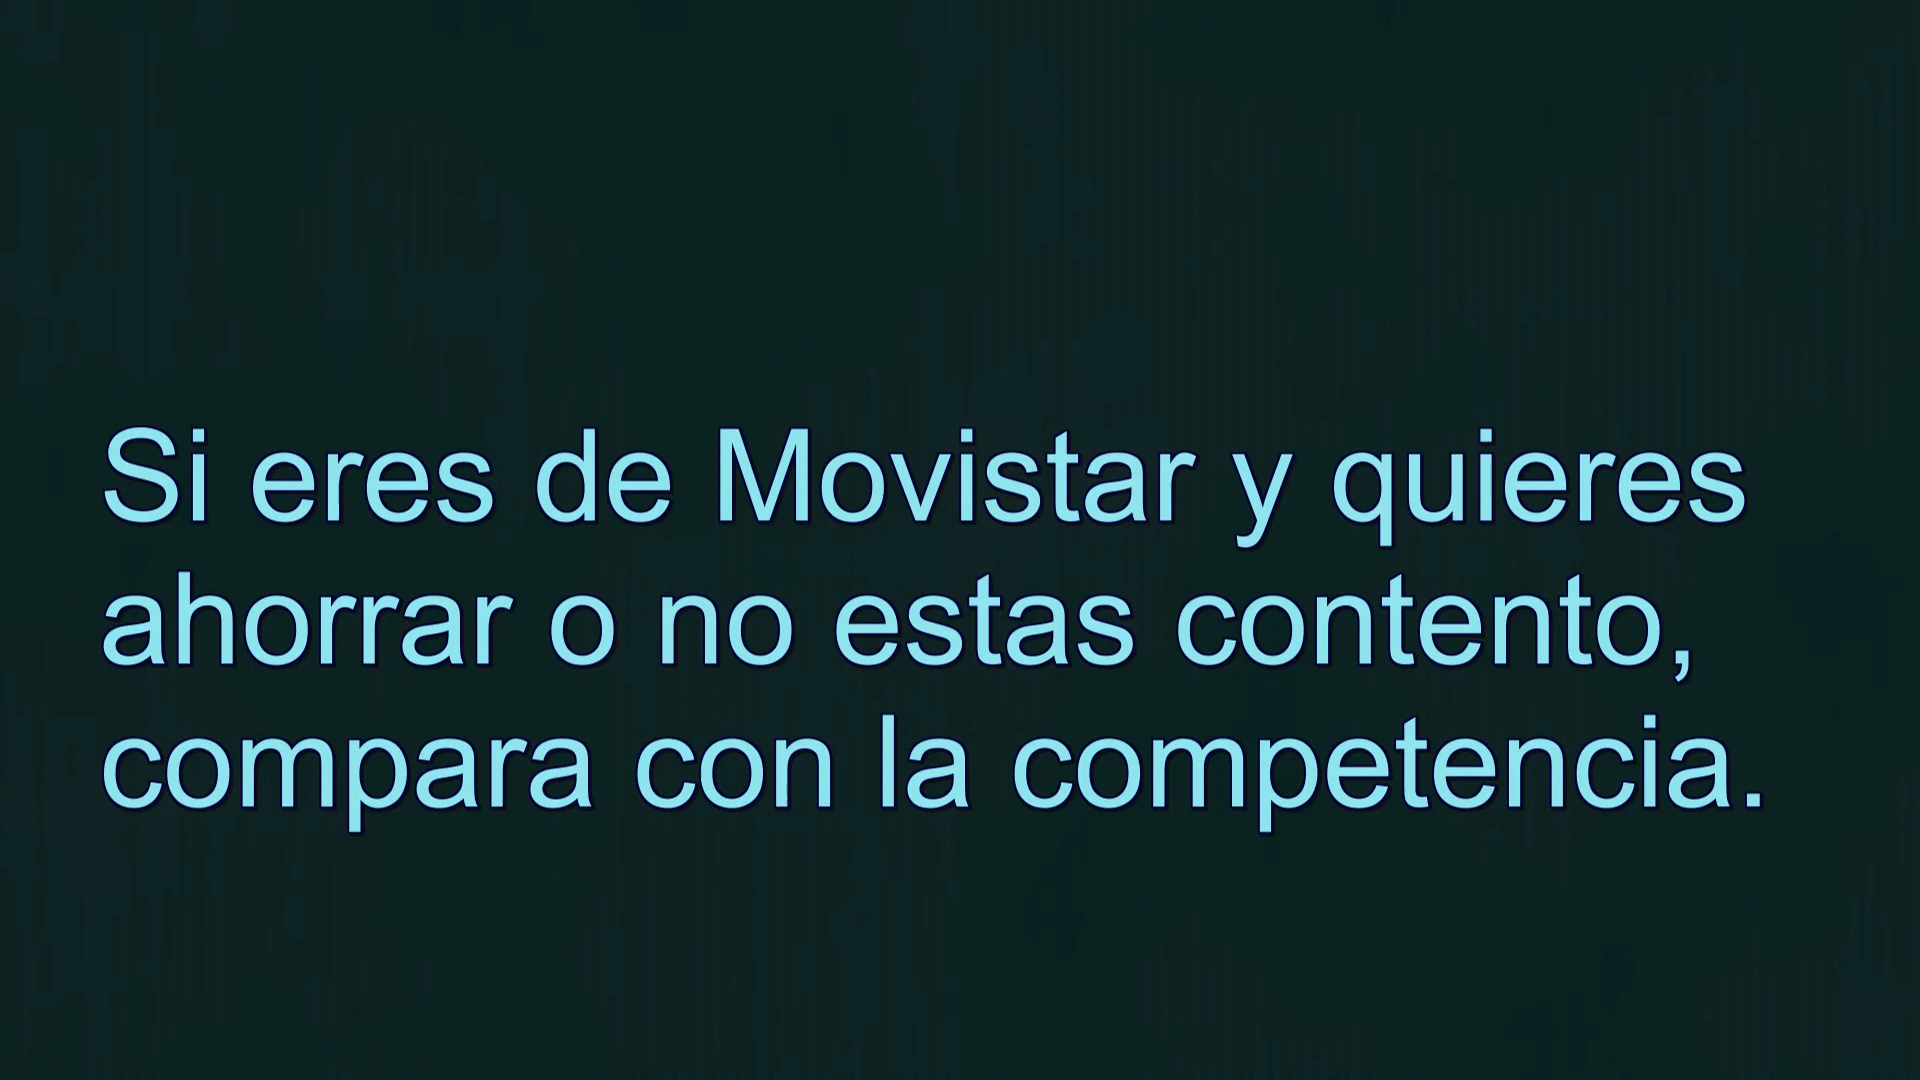 Si eres de Movistar y quieres
ahorrar o no estas contento,
compara con la competencia.